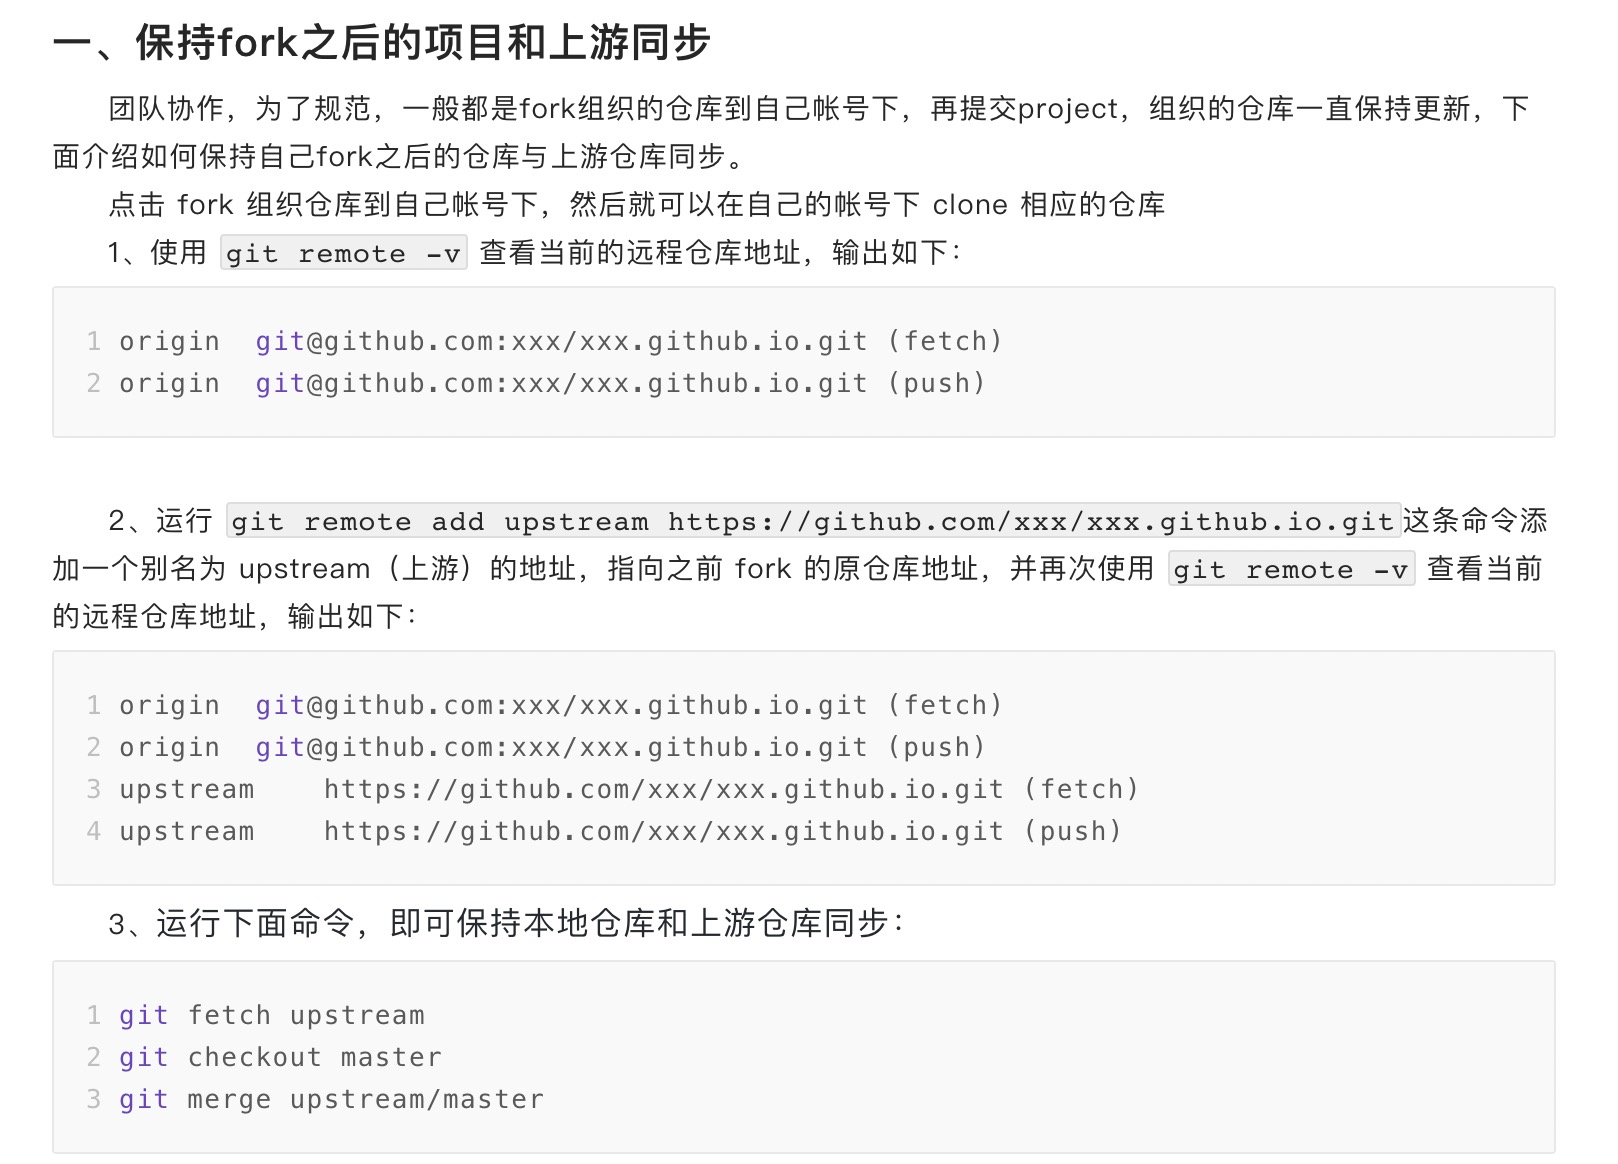 一、保持fork之后的项目和上游同步
团队协作，为了规范，一般都是fork组织的仓库到自己帐号下，再提交project，组织的仓库一直保持更新，下
面介绍如何保持自己fork之后的仓库与上游仓库同步。
点击 fork 组织仓库到自己帐号下，然后就可以在自己的帐号下 clone 相应的仓库
1、使用 git remote -v 查看当前的远程仓库地址，输出如下：
1 origin  git@github.com:xxx/xxx.github.io.git (fetch)
2 origin  git@github.com:xxx/xxx.github.io.git (push)
2、运行 git remote add upstream https://github.com/xxx/xxx.github.io.git这条命令添
加一个别名为 upstream（上游）的地址，指向之前 fork 的原仓库地址，并再次使用 git remote -v 查看当前
的远程仓库地址，输出如下：
1 origin  git@github.com:xxx/xxx.github.io.git (fetch)
2 origin  git@github.com:xxx/xxx.github.io.git (push)
3 upstream    https://github.com/xxx/xxx.github.io.git (fetch)
4 upstream    https://github.com/xxx/xxx.github.io.git (push)
3、运行下面命令，即可保持本地仓库和上游仓库同步：
1 git fetch upstream
2 git checkout master
3 git merge upstream/master